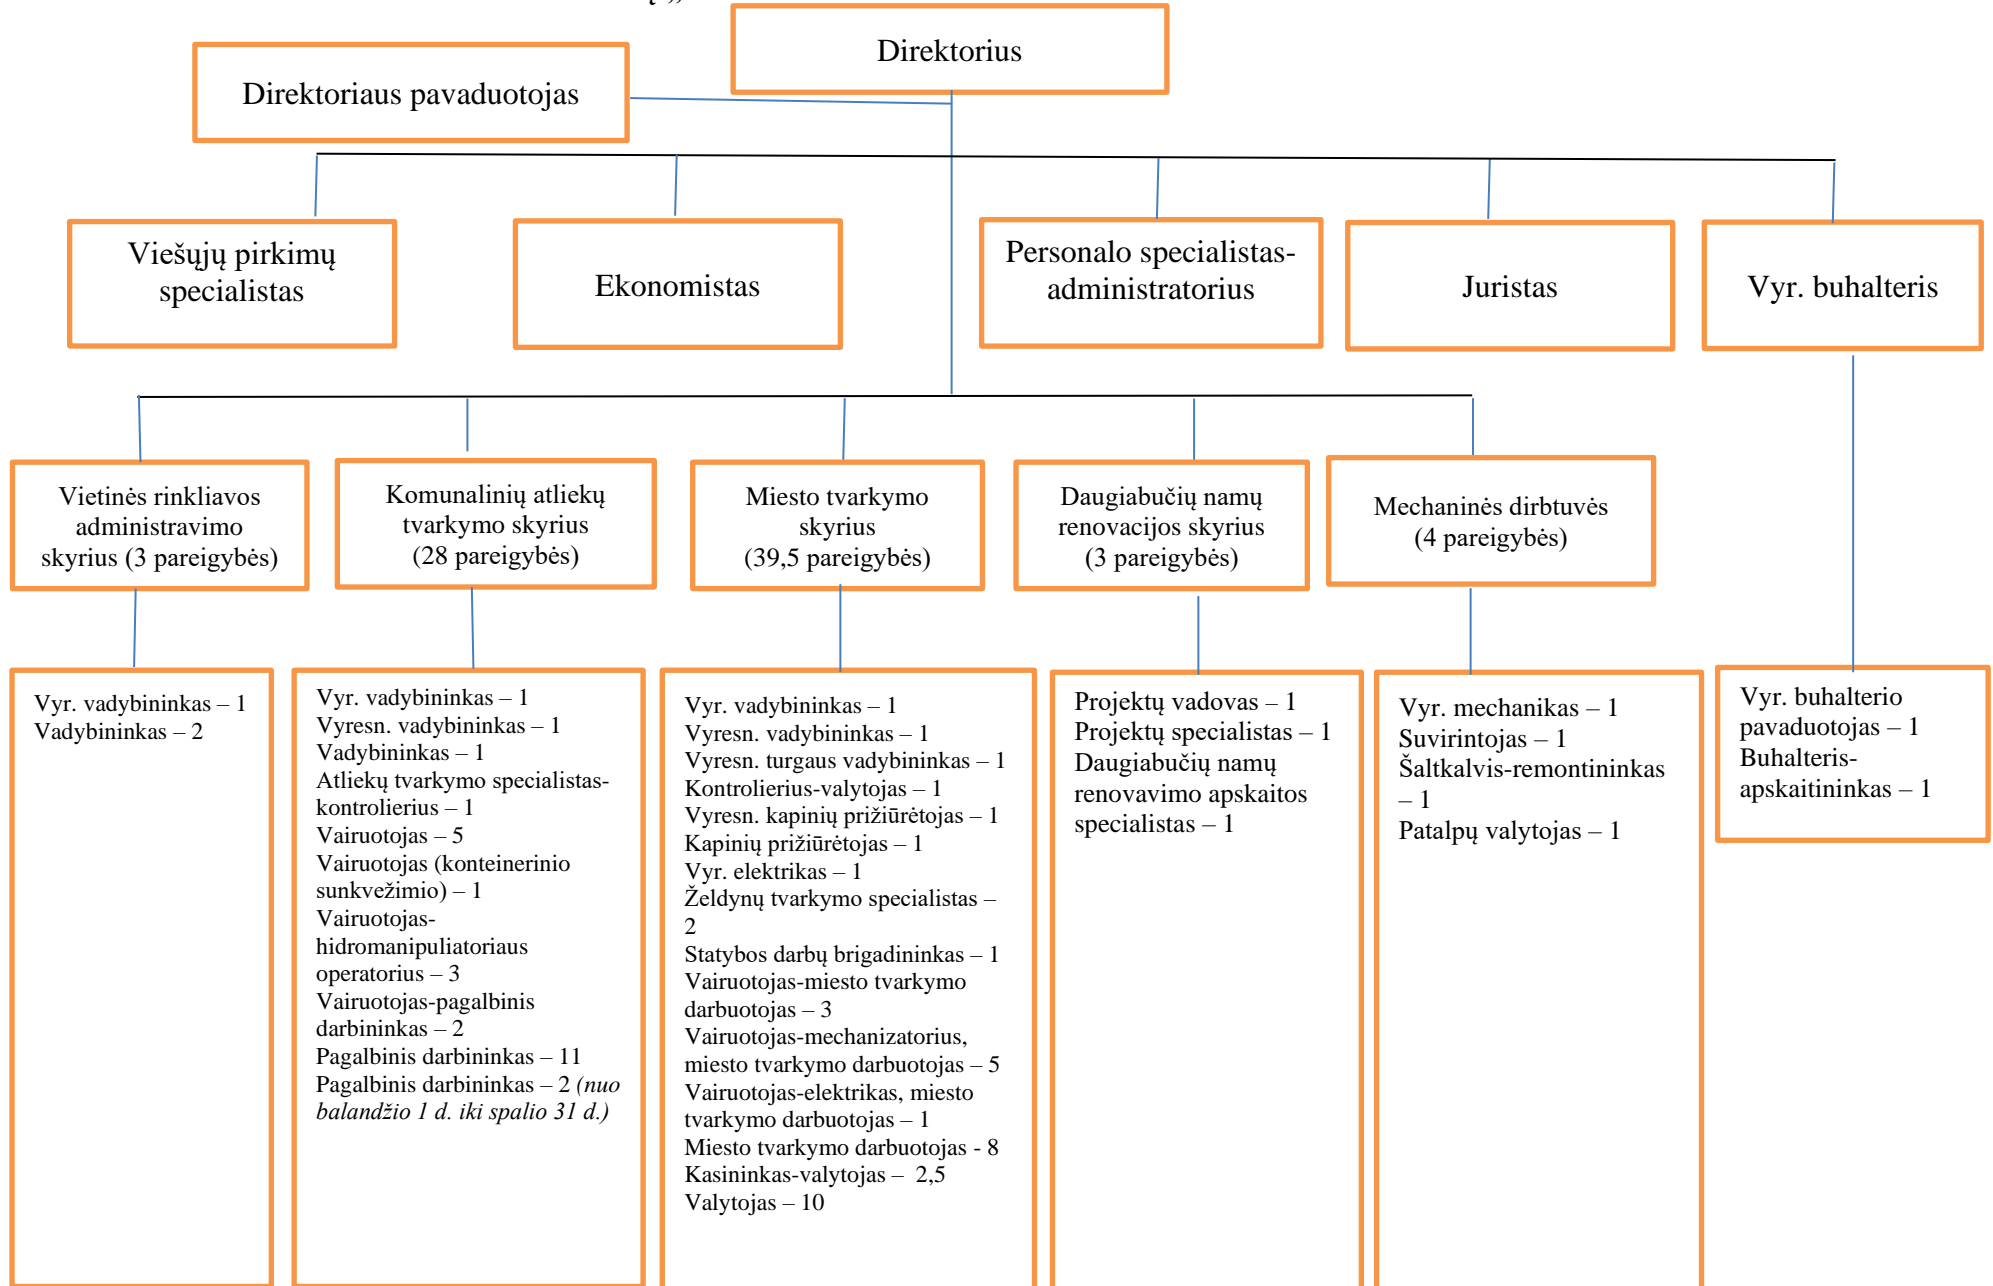 Direktorius
Direktoriaus pavaduotojas
Viešųjų pirkimų
specialistas
Ekonomistas
Personalo specialistas-
administratorius
Juristas
Vyr. buhalteris
Vietinės rinkliavos
administravimo
skyrius (3 pareigybės)
Komunalinių atliekų
tvarkymo skyrius
(28 pareigybės)
Miesto tvarkymo
skyrius
(39,5 pareigybės)
Daugiabučių namų
renovacijos skyrius
(3 pareigybės)
Mechaninės dirbtuvės
(4 pareigybės)
Vyr. vadybininkas – 1
Vadybininkas – 2
Vyr. vadybininkas – 1
Vyresn. vadybininkas – 1
Vadybininkas – 1
Atliekų tvarkymo specialistas-
kontrolierius – 1
Vairuotojas – 5
Vairuotojas (konteinerinio
sunkvežimio) – 1
Vairuotojas-
hidromanipuliatoriaus
operatorius – 3
Vairuotojas-pagalbinis
darbininkas – 2
Pagalbinis darbininkas – 11
Pagalbinis darbininkas – 2 (nuo
balandžio 1 d. iki spalio 31 d.)
Vyr. vadybininkas – 1
Vyresn. vadybininkas – 1
Vyresn. turgaus vadybininkas – 1
Kontrolierius-valytojas – 1
Vyresn. kapinių prižiūrėtojas – 1
Kapinių prižiūrėtojas – 1
Vyr. elektrikas – 1
Želdynų tvarkymo specialistas –
2
Statybos darbų brigadininkas – 1
Vairuotojas-miesto tvarkymo
darbuotojas – 3
Vairuotojas-mechanizatorius,
miesto tvarkymo darbuotojas – 5
Vairuotojas-elektrikas, miesto
tvarkymo darbuotojas – 1
Miesto tvarkymo darbuotojas - 8
Kasininkas-valytojas –  2,5
Valytojas – 10
Projektų vadovas – 1
Projektų specialistas – 1
Daugiabučių namų
renovavimo apskaitos
specialistas – 1
Vyr. mechanikas – 1
Suvirintojas – 1
Šaltkalvis-remontininkas
– 1
Patalpų valytojas – 1
Vyr. buhalterio
pavaduotojas – 1
Buhalteris-
apskaitininkas – 1